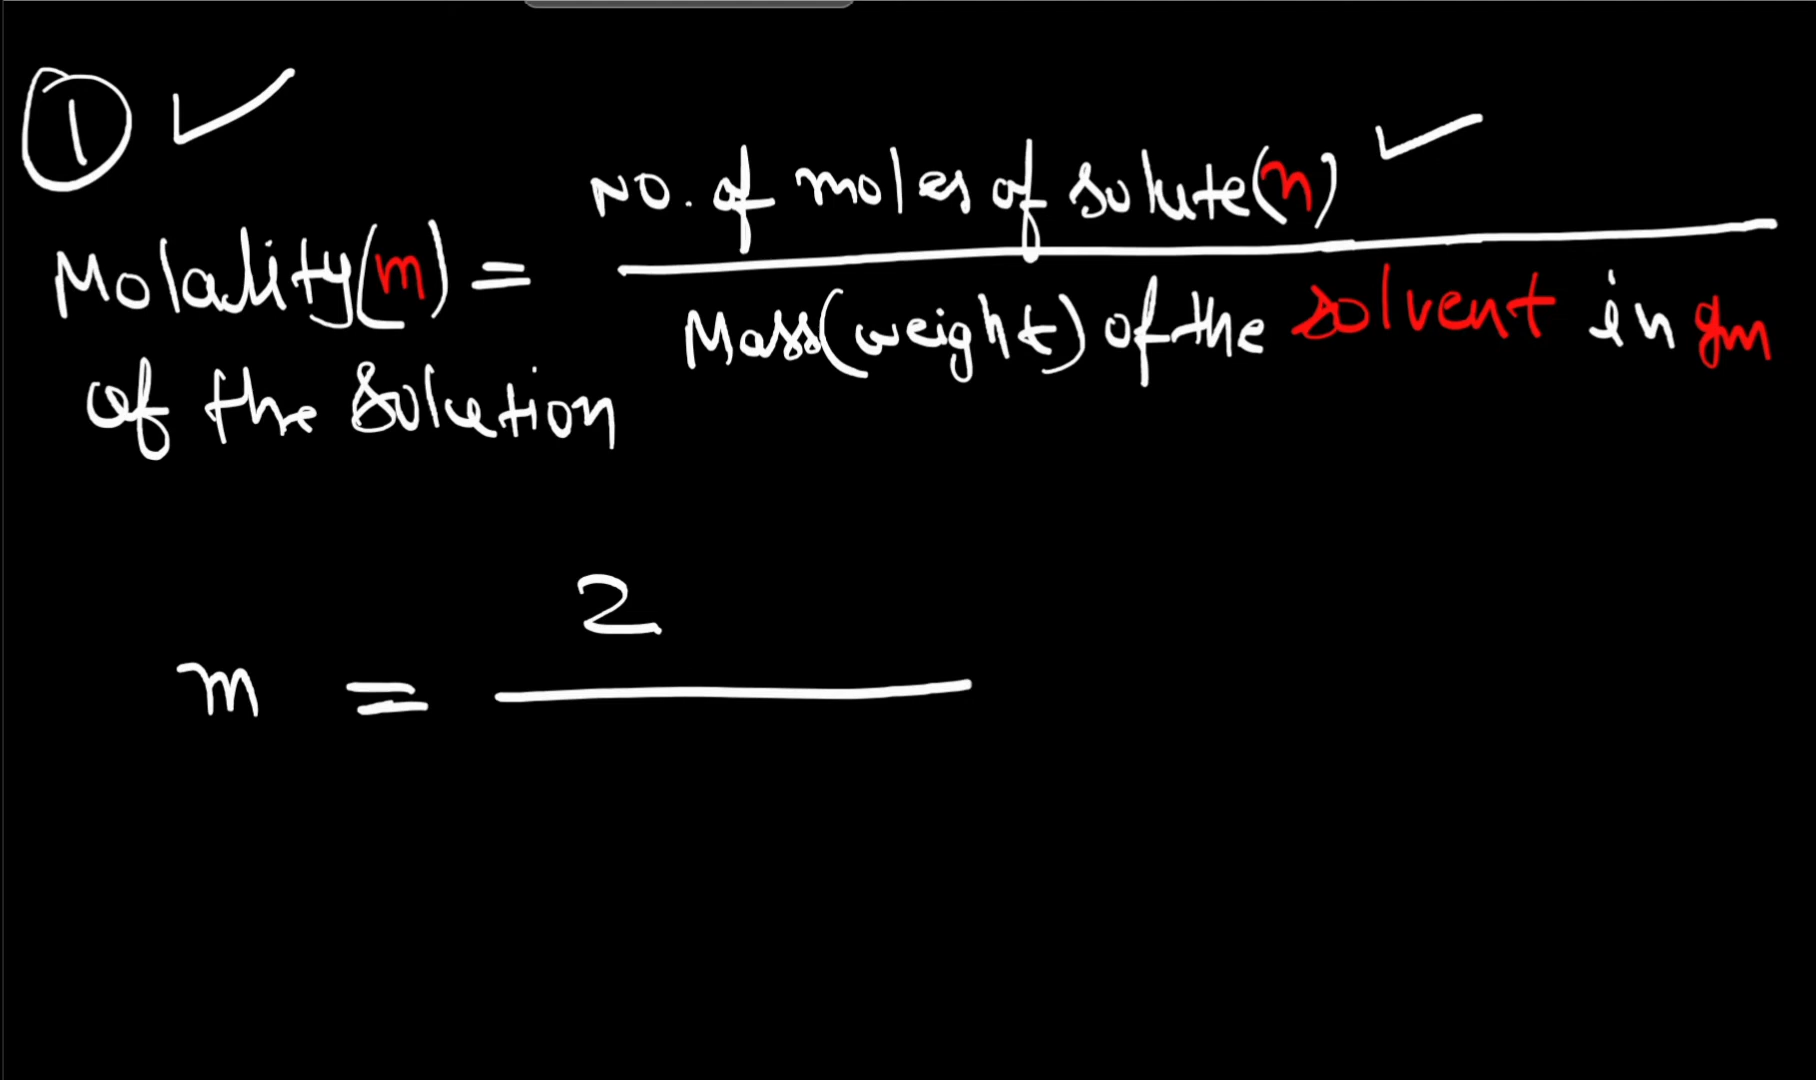 1
No. of moles of solute(n)
Molality(m) =
Mass(weight) of the solvent in gm
of the solution
2
m =